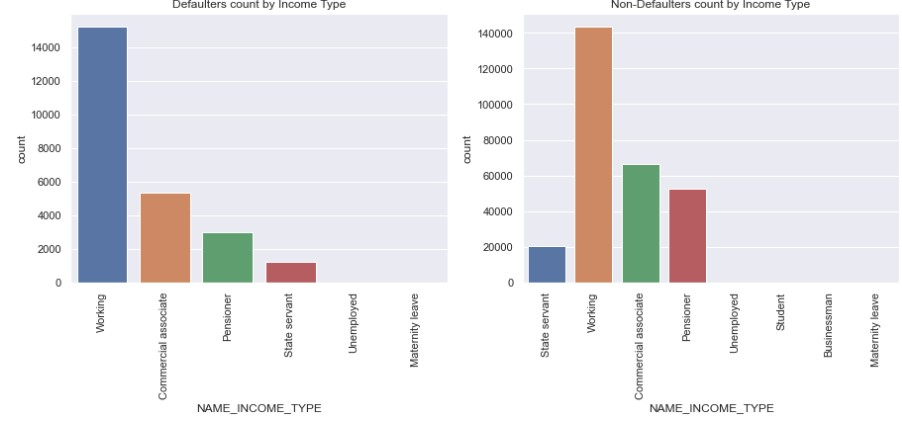 Defaulters count by Income Type
14000
12000
10000
8000
6000
4000
2000
0
count
Working
Commercial associate
Pensioner
State servant
Unemployed
Maternity leave
NAME_INCOME_TYPE
Non-Defaulters count by Income Type
140000
120000
100000
80000
60000
40000
20000
0
count
State servant
Working
Commercial associate
Pensioner
Unemployed
Student
Businessman
Maternity leave
NAME_INCOME_TYPE